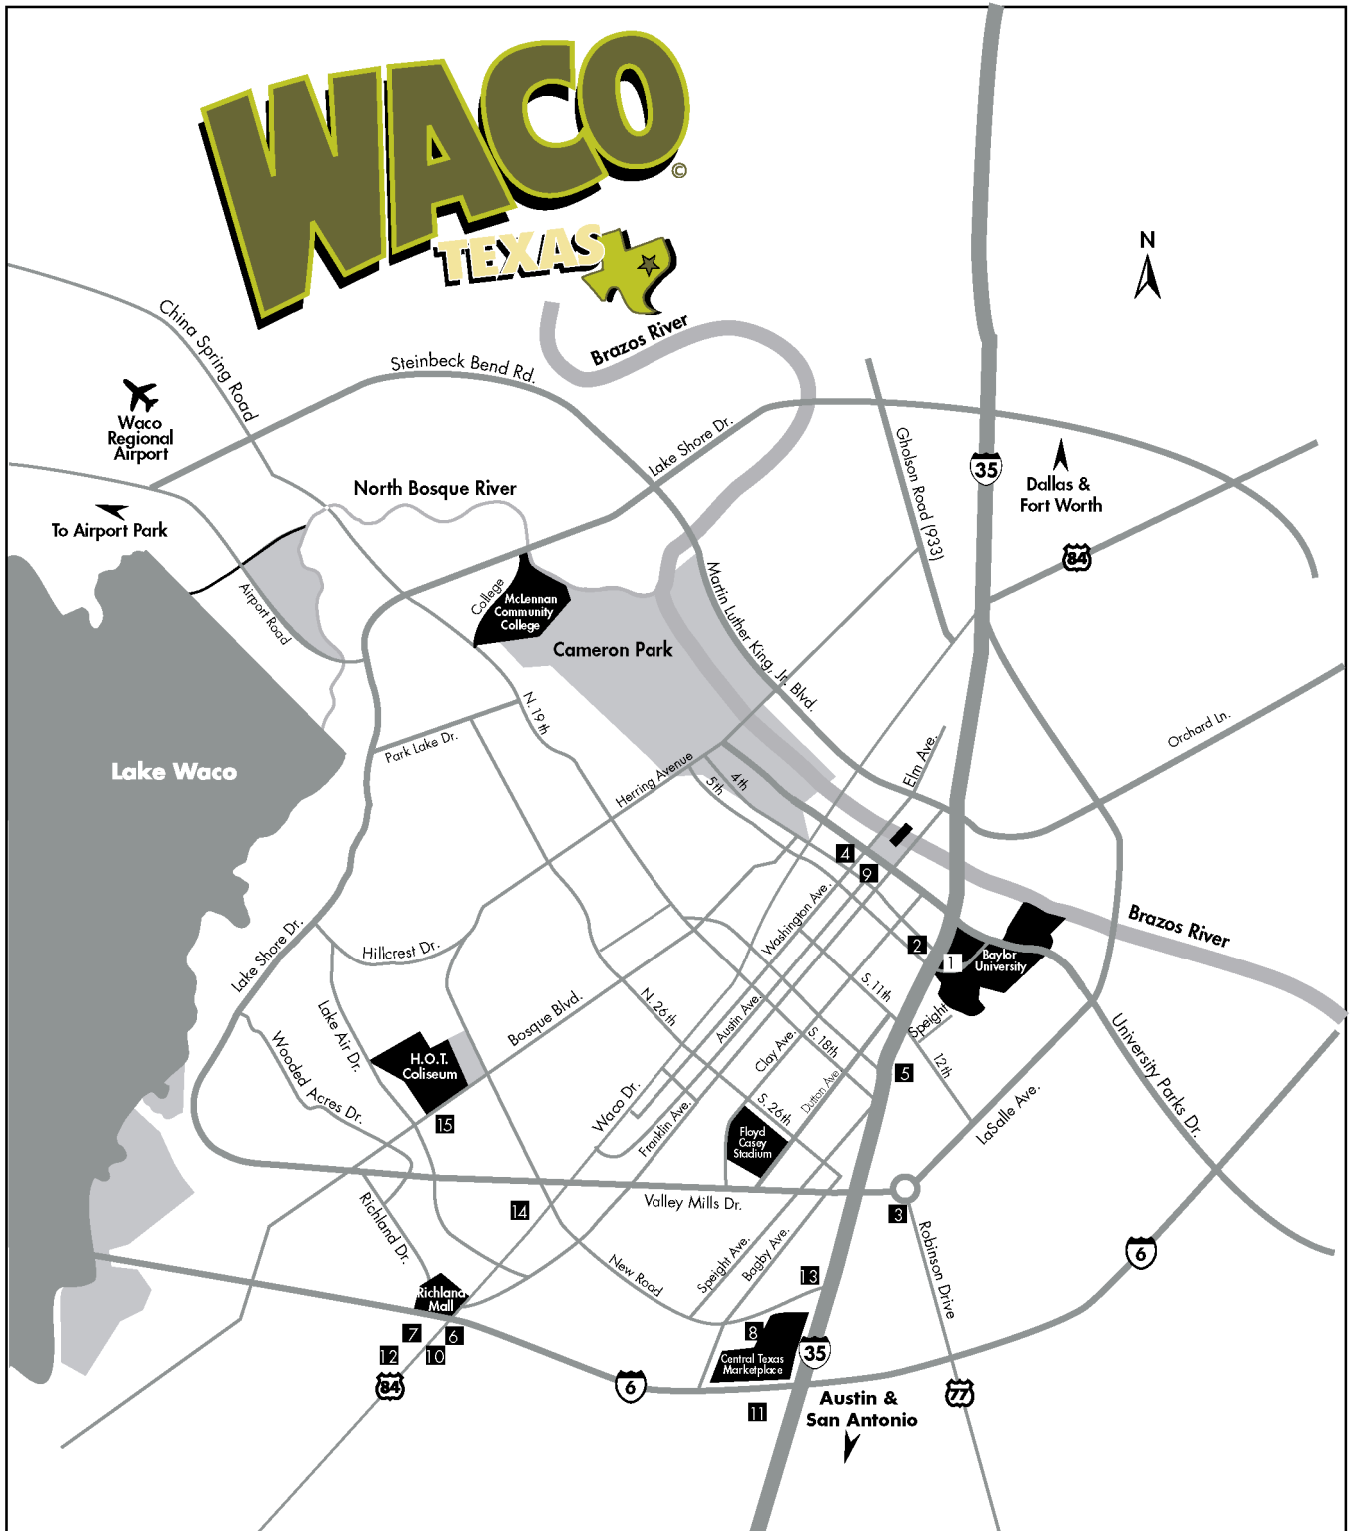 WACO
©
TEXAS
N
China Spring Road
Brazos River
Steinbeck Bend Rd.
Waco
Regional
Airport
Lake Shore Dr.
Gholson Road (933)
35
Dallas &
Fort Worth
North Bosque River
To Airport Park
84
Airport Road
College
McLennan
Community
College
Martin Luther King, Jr. Blvd.
Cameron Park
N. 19th
Park Lake Dr.
Orchard Ln.
Lake Waco
Herring Avenue
5th
4th
Elm Ave.
4
9
Washington Ave.
Brazos River
Lake Shore Dr.
Hillcrest Dr.
2
1
Baylor
University
S. 11th
Speight
Bosque Blvd.
N. 26th
Austin Ave.
Lake Air Dr.
Wooded Acres Dr.
H.O.T.
Coliseum
Clay Ave.
S. 18th
12th
5
University Parks Dr.
15
Waco Dr.
Franklin Ave.
S. 26th
Dutton Ave
LaSalle Ave.
Floyd
Casey
Stadium
Valley Mills Dr.
14
3
Richland Dr.
Robinson Drive
6
New Road
Speight Ave.
Bagby Ave.
13
Richland
Mall
7
6
12
10
84
8
Central Texas
Marketplace
35
6
77
11
Austin &
San Antonio